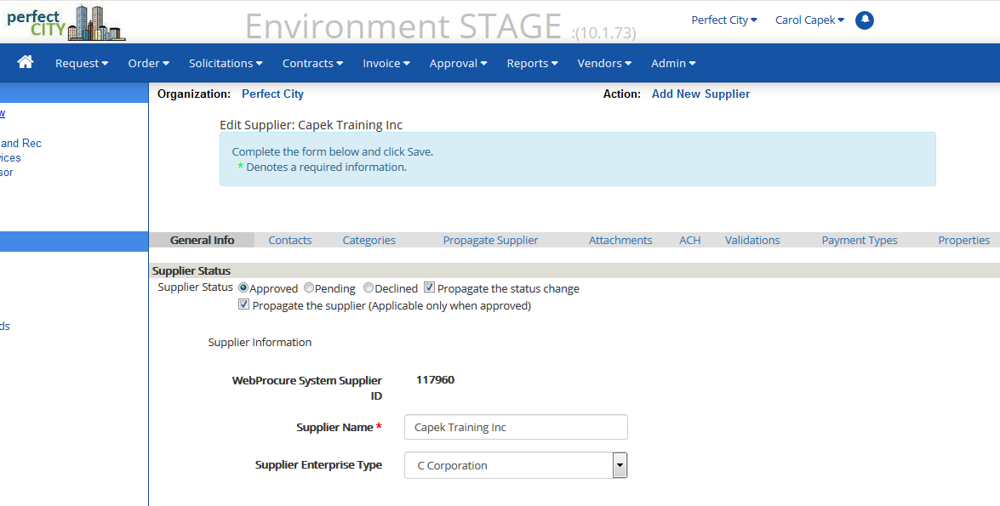 perfect
CITY
Environment STAGE :(10.1.73)
Perfect City Carol Capek
Request Order Solicitations Contracts Invoice Approval Reports Vendors Admin
Organization: Perfect City Action: Add New Supplier
w
and Rec
ices
sor
ds
Edit Supplier: Capek Training Inc
Complete the form below and click Save.
* Denotes a required information.
General Info Contacts Categories Propagate Supplier Attachments ACH Validations Payment Types Properties
Supplier Status
Supplier Status Approved Pending Declined Propagate the status change
Propagate the supplier (Applicable only when approved)
Supplier Information
WebProcure System Supplier
ID
117960
Supplier Name * Capek Training Inc
Supplier Enterprise Type C Corporation